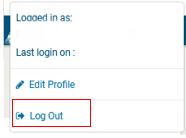 Logged in as:
Last login on :
Edit Profile
Log Out